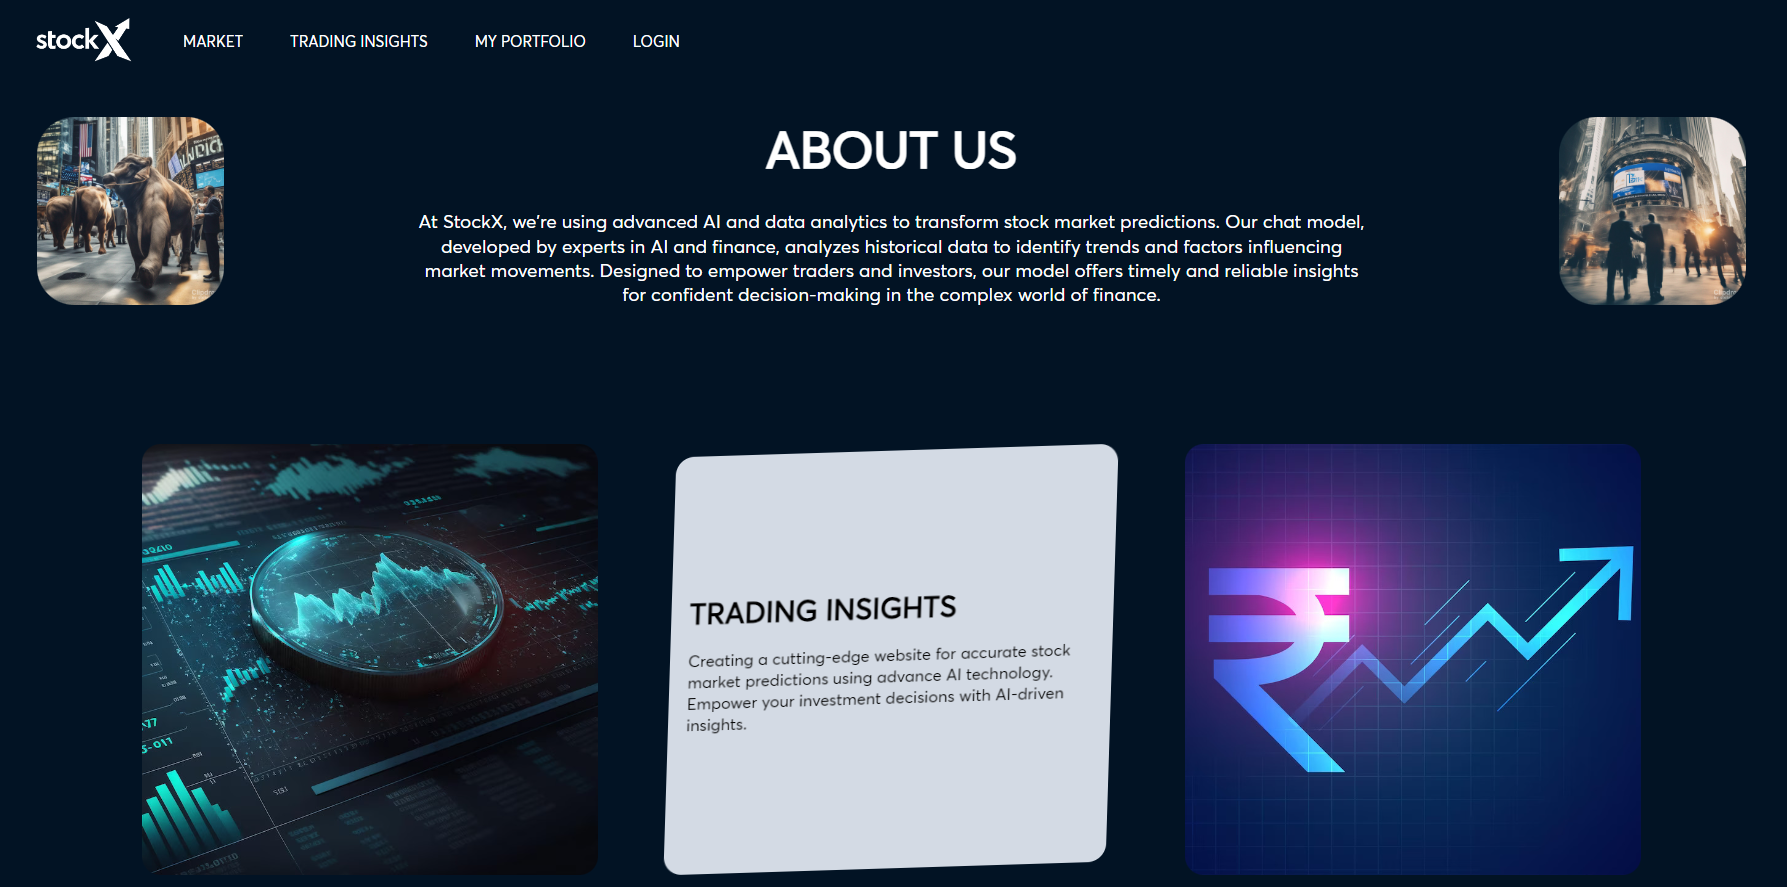 stockX
MARKET
TRADING INSIGHTS
MY PORTFOLIO
LOGIN
ABOUT US
At StockX, we're using advanced AI and data analytics to transform stock market predictions. Our chat model,
developed by experts in AI and finance, analyzes historical data to identify trends and factors influencing
market movements. Designed to empower traders and investors, our model offers timely and reliable insights
for confident decision-making in the complex world of finance.
TRADING INSIGHTS
Creating a cutting-edge website for accurate stock
market predictions using advance AI technology.
Empower your investment decisions with AI-driven
insights.